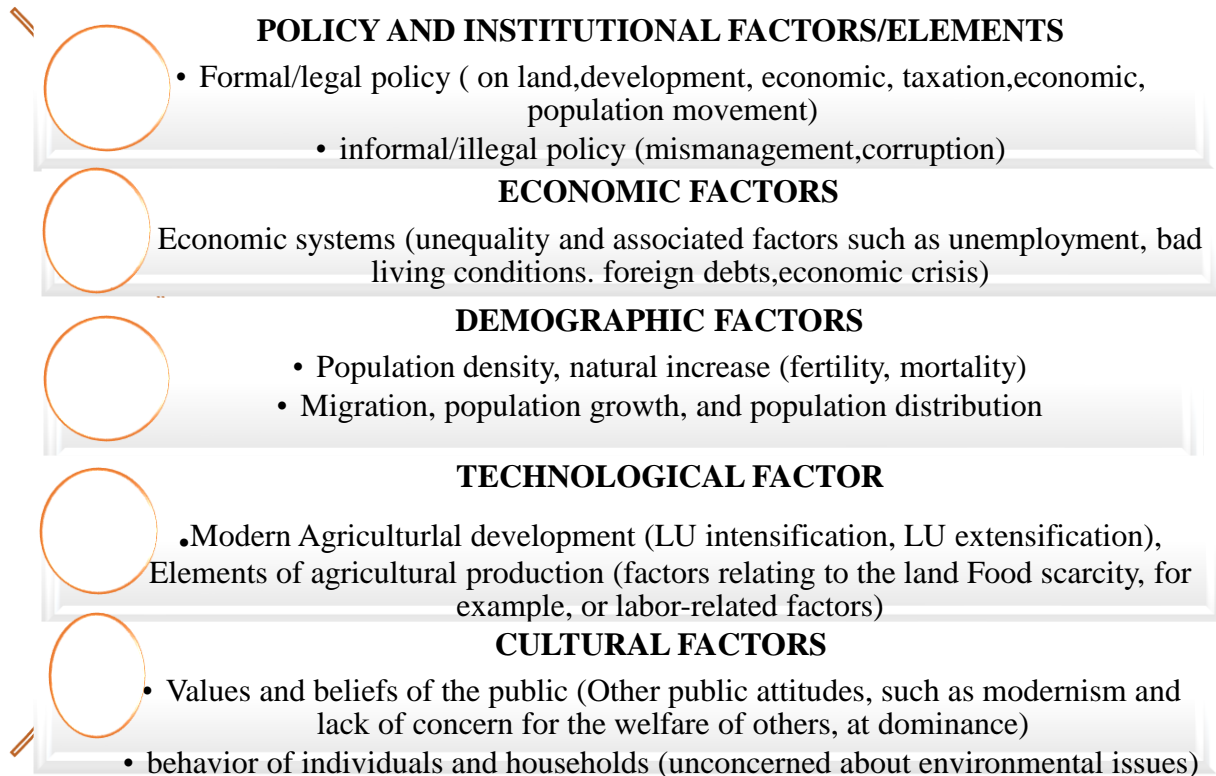 POLICY AND INSTITUTIONAL FACTORS/ELEMENTS
• Formal/legal policy ( on land,development, economic, taxation,economic,
population movement)
• informal/illegal policy (mismanagement,corruption)
ECONOMIC FACTORS
Economic systems (unequality and associated factors such as unemployment, bad
living conditions. foreign debts,economic crisis)
DEMOGRAPHIC FACTORS
• Population density, natural increase (fertility, mortality)
• Migration, population growth, and population distribution
TECHNOLOGICAL FACTOR
•Modern Agriculturlal development (LU intensification, LU extensification),
Elements of agricultural production (factors relating to the land Food scarcity, for
example, or labor-related factors)
CULTURAL FACTORS
• Values and beliefs of the public (Other public attitudes, such as modernism and
lack of concern for the welfare of others, at dominance)
• behavior of individuals and households (unconcerned about environmental issues)